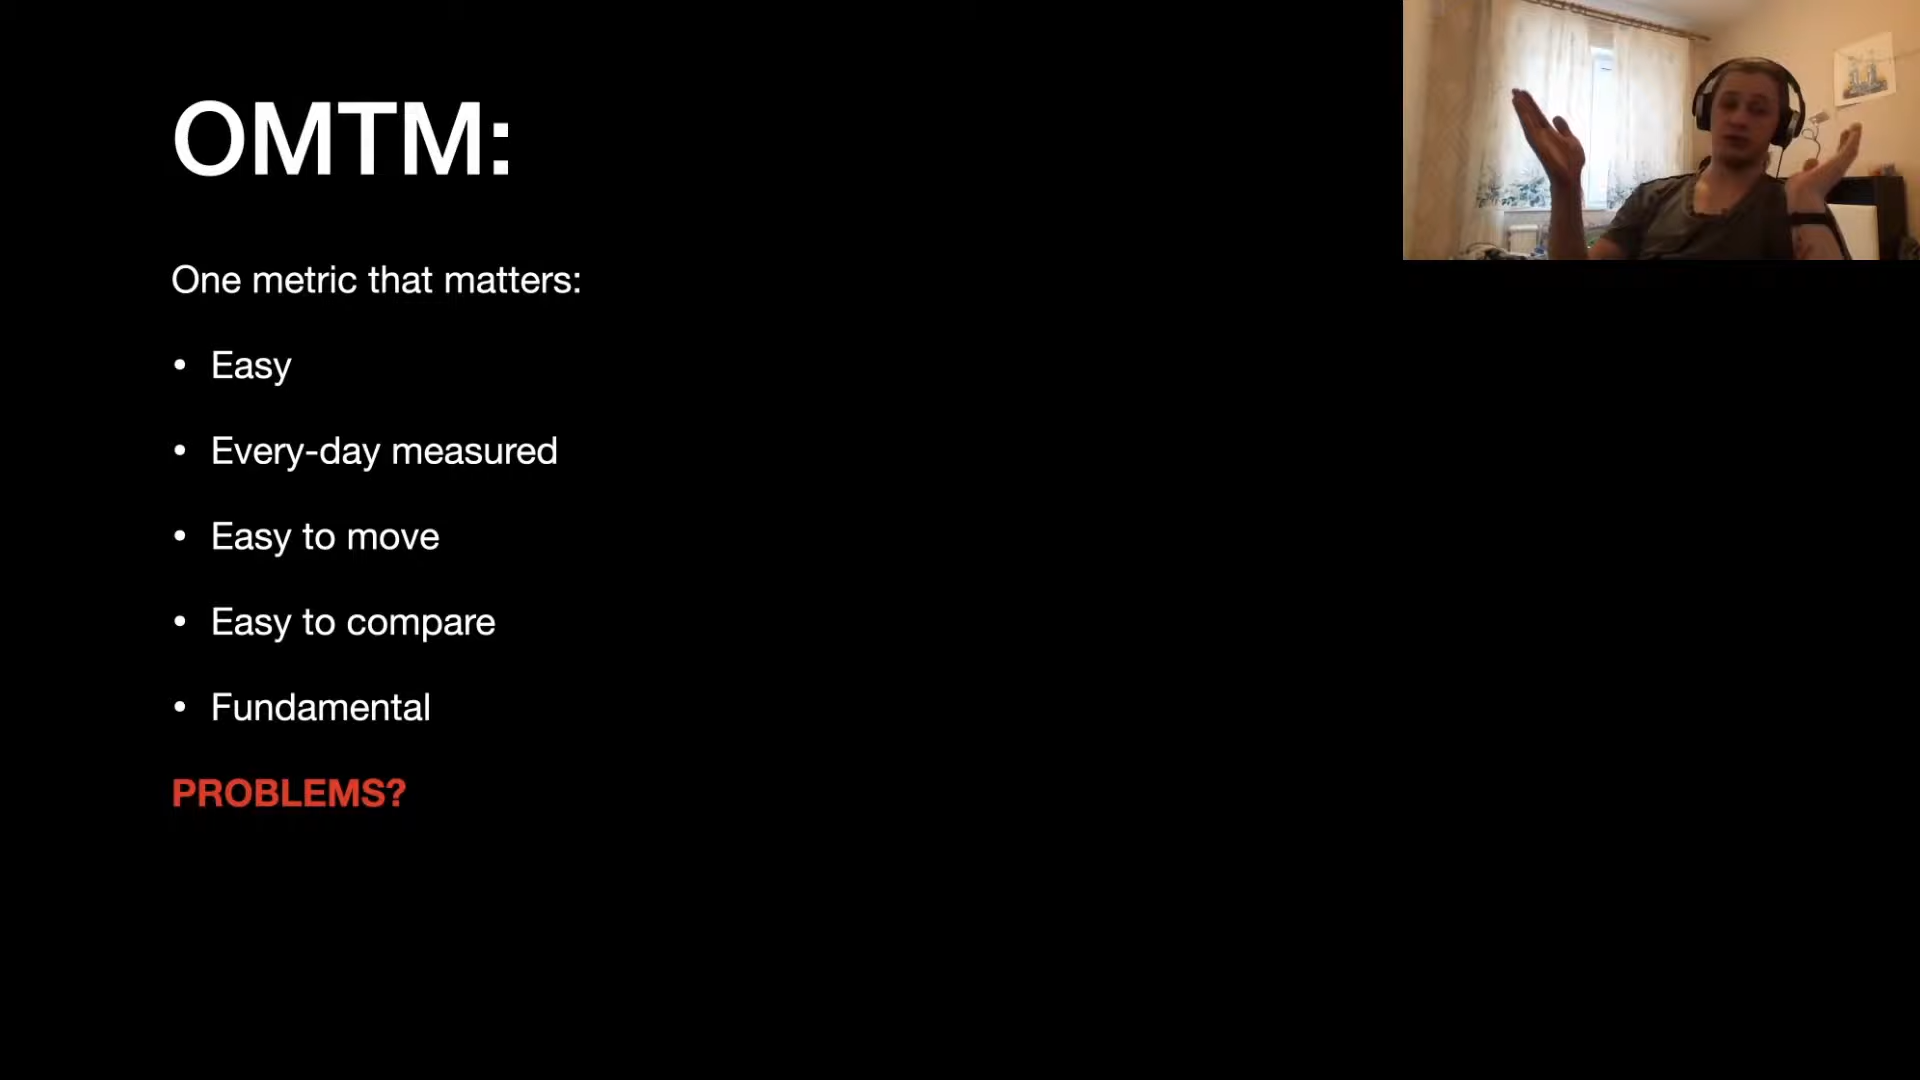 OMTM:
One metric that matters:
• Easy
• Every-day measured
• Easy to move
• Easy to compare
• Fundamental
PROBLEMS?